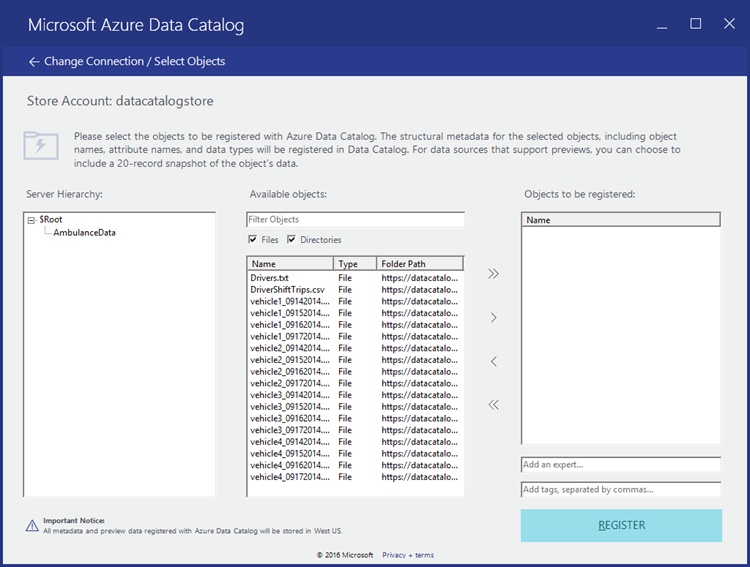 Microsoft Azure Data Catalog
← Change Connection / Select Objects
Store Account: datacatalogstore
Please select the objects to be registered with Azure Data Catalog. The structural metadata for the selected objects, including object
names, attribute names, and data types will be registered in Data Catalog. For data sources that support previews, you can choose to
include a 20-record snapshot of the object's data.
Server Hierarchy:
$Root
AmbulanceData
Available objects:
Filter Objects
Files Directories
Name Type Folder Path
Drivers.txt File https://datacatalo...
DriverShiftTrips.csv File https://datacatalo...
vehicle1_09142014.... File https://datacatalo...
vehicle1_09152014.... File https://datacatalo...
vehicle1_09162014.... File https://datacatalo...
vehicle1_09172014.... File https://datacatalo...
vehicle2_09142014.... File https://datacatalo...
vehicle2_09152014.... File https://datacatalo...
vehicle2_09162014.... File https://datacatalo...
vehicle2_09172014.... File https://datacatalo...
vehicle3_09142014.... File https://datacatalo...
vehicle3_09152014.... File https://datacatalo...
vehicle3_09162014.... File https://datacatalo...
vehicle3_09172014.... File https://datacatalo...
vehicle4_09142014.... File https://datacatalo...
vehicle4_09152014.... File https://datacatalo...
vehicle4_09162014.... File https://datacatalo...
vehicle4_09172014.... File https://datacatalo...
Objects to be registered:
Name
Add an expert...
Add tags, separated by commas...
REGISTER
Important Notice:
All metadata and preview data registered with Azure Data Catalog will be stored in West US.
© 2016 Microsoft Privacy + terms